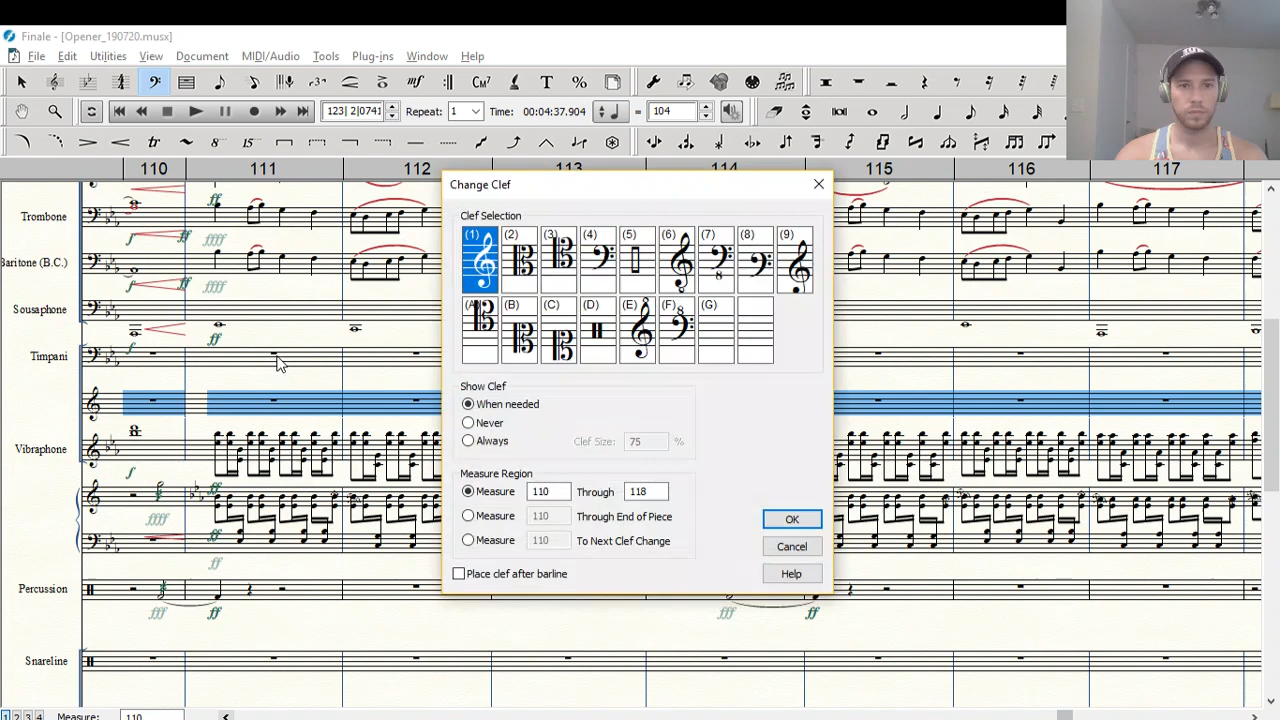 Finale - [Opener_190720.musx]
File Edit Utilities View Document MIDI/Audio Tools Plug-ins Window Help
123| 2|0741 Repeat: 1 Time: 00:04:37.904 = 104
110 111 112 113 114 115 116 117
Change Clef
Clef Selection
(1) (2) (3) (4) (5) (6) (7) (8) (9)
(A) (B) (C) (D) (E) (F) (G)
Show Clef
When needed
Never
Always Clef Size: 75 %
Measure Region
Measure 110 Through 118
Measure 110 Through End of Piece
Measure 110 To Next Clef Change
Place clef after barline
OK
Cancel
Help
Trombone
Baritone (B.C.)
Sousaphone
Timpani
Vibraphone
Percussion
Snareline
1 2 3 4 Measure: 110